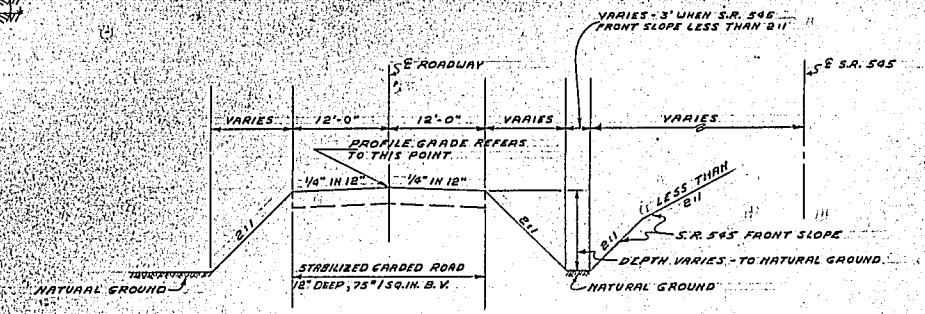 VARIES - 3' WHEN S.R. 545
FRONT SLOPE LESS THAN 2:1
℄ ROADWAY
℄ S.R. 545
VARIES
12'-0"
12'-0"
VARIES
VARIES
PROFILE GRADE REFERS
TO THIS POINT
1/4" IN 12"
1/4" IN 12"
LESS THAN
2:1
2:1
2:1
2:1
S.R. 545 FRONT SLOPE
DEPTH VARIES - TO NATURAL GROUND
STABILIZED GARDED ROAD
12" DEEP, 75#/SQ.IN. B.V.
NATURAL GROUND
NATURAL GROUND